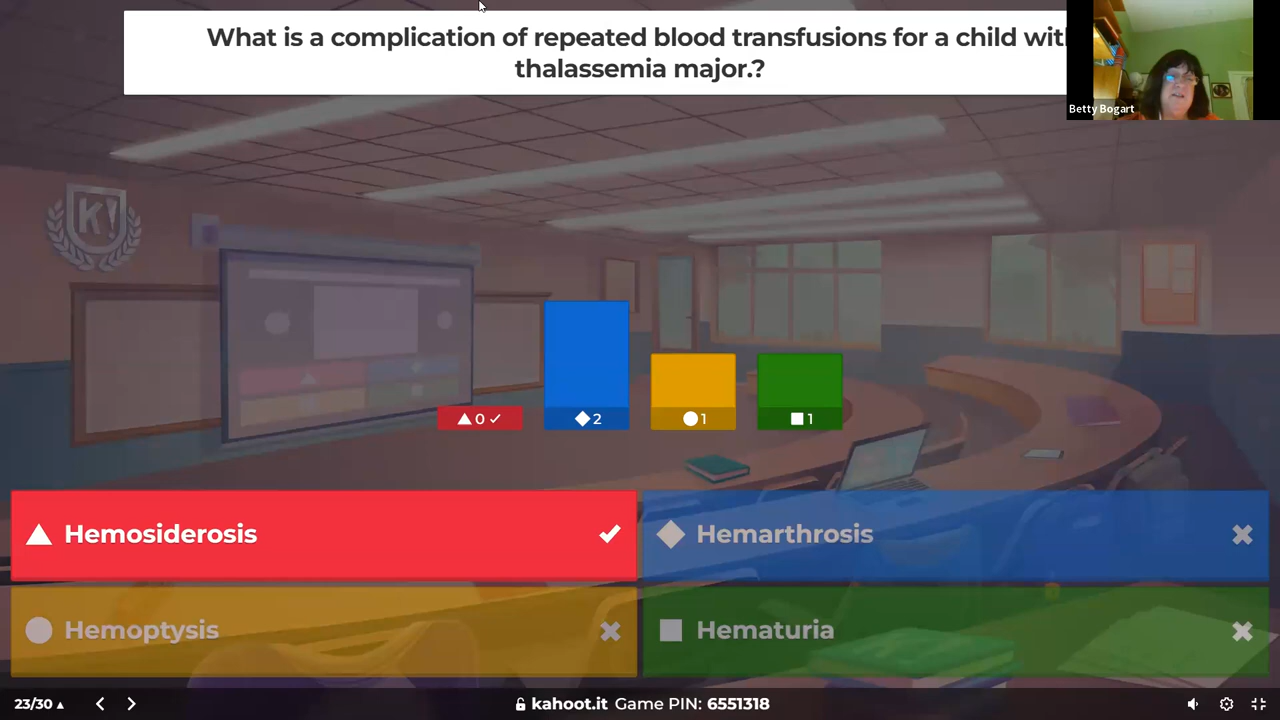 What is a complication of repeated blood transfusions for a child
thalassemia major.?
Betty Bogart
K!
0
2
1
1
Hemosiderosis
Hemarthrosis
Hemoptysis
Hematuria
23/30
kahoot.it Game PIN: 6551318